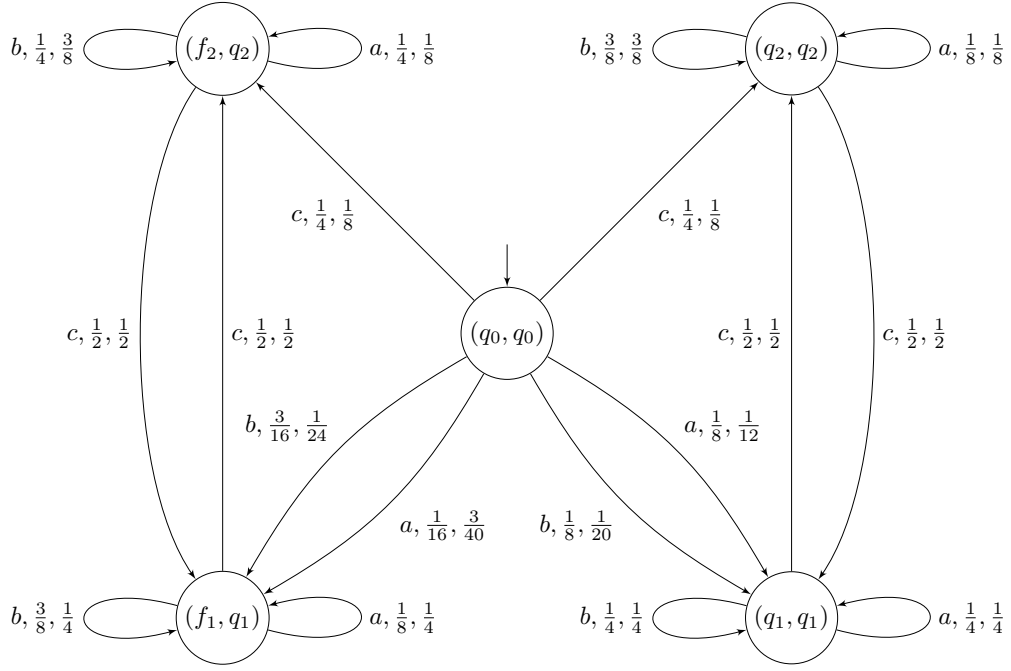 b, 1/4, 3/8
(f₂, q₂)
a, 1/4, 1/8
b, 3/8, 3/8
(q₂, q₂)
a, 1/8, 1/8
c, 1/4, 1/8
c, 1/4, 1/8
c, 1/2, 1/2
c, 1/2, 1/2
(q₀, q₀)
c, 1/2, 1/2
c, 1/2, 1/2
b, 3/16, 1/24
a, 1/8, 1/12
a, 1/16, 3/40
b, 1/8, 1/20
b, 3/8, 1/4
(f₁, q₁)
a, 1/8, 1/4
b, 1/4, 1/4
(q₁, q₁)
a, 1/4, 1/4